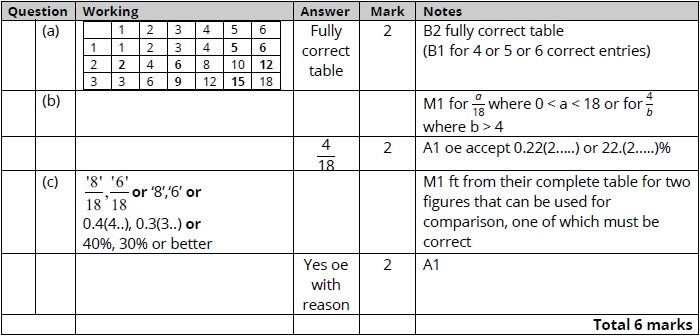 Question Working Answer Mark Notes
(a) 1 2 3 4 5 6 Fully 2 B2 fully correct table
1 1 2 3 4 5 6 correct (B1 for 4 or 5 or 6 correct entries)
2 2 4 6 8 10 12 table
3 3 6 9 12 15 18
(b) M1 for a/18 where 0 < a < 18 or for 4/b
where b > 4
4/18 2 A1 oe accept 0.22(2.....) or 22.(2.....)%
(c) '8'/18, '6'/18 or ‘8’,‘6’ or M1 ft from their complete table for two
0.4(4..), 0.3(3..) or figures that can be used for
40%, 30% or better comparison, one of which must be
correct
Yes oe 2 A1
with
reason
Total 6 marks